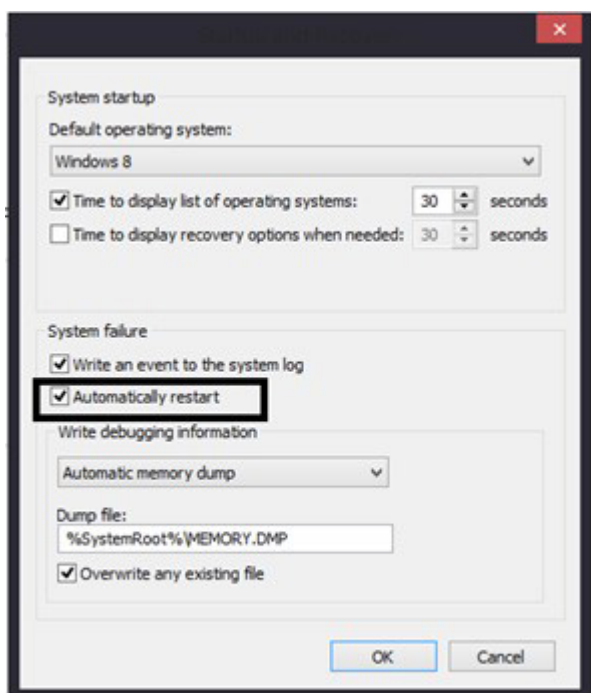 System startup
Default operating system:
Windows 8
Time to display list of operating systems: 30 seconds
Time to display recovery options when needed: 30 seconds
System failure
Write an event to the system log
Automatically restart
Write debugging information
Automatic memory dump
Dump file:
%SystemRoot%\MEMORY.DMP
Overwrite any existing file
OK Cancel